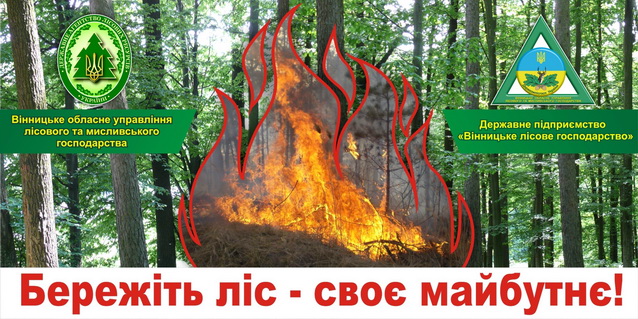 Вінницьке обласне управління
лісового та мисливського
господарства
Державне підприємство
«Вінницьке лісове господарство»
Бережіть ліс - своє майбутнє!